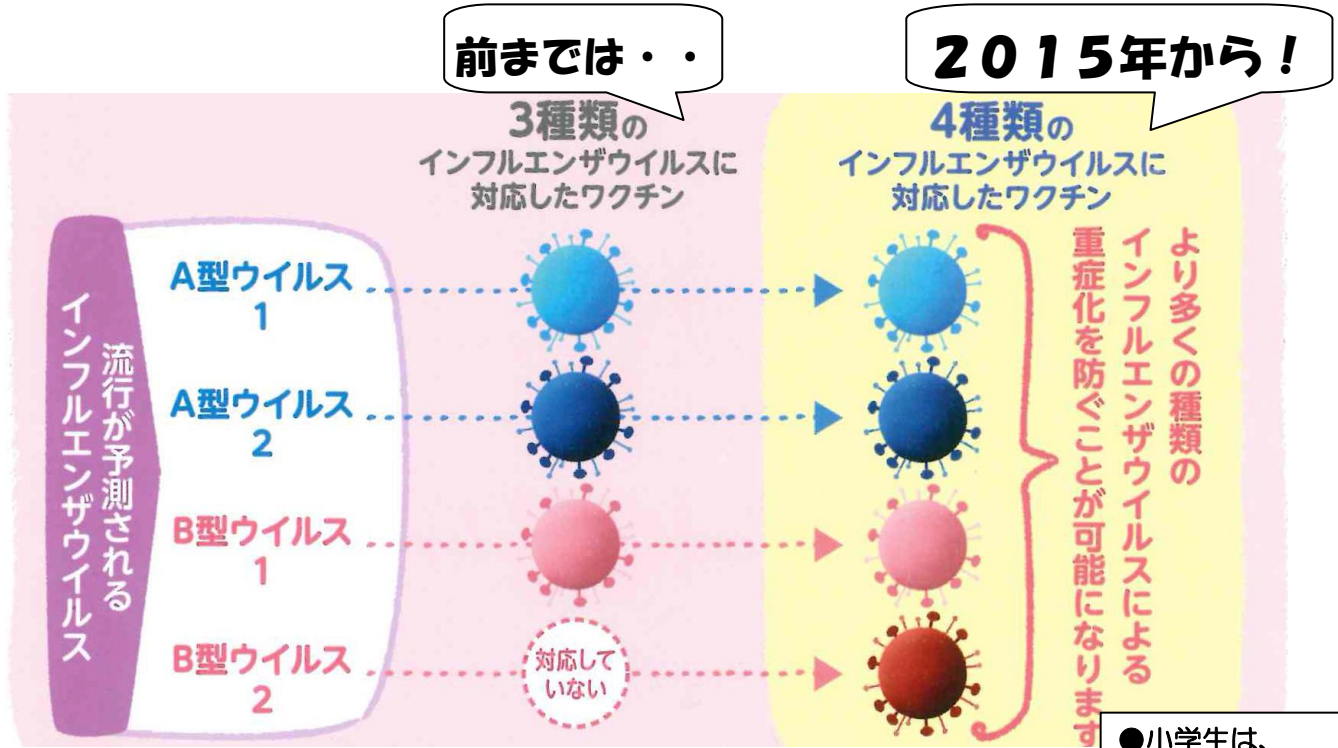 前までは・・
2015年から!
3種類の
インフルエンザウイルスに
対応したワクチン
4種類の
インフルエンザウイルスに
対応したワクチン
流行が予測される
インフルエンザウイルス
A型ウイルス
1
A型ウイルス
2
B型ウイルス
1
B型ウイルス
2
対応して
いない
より多くの種類の
インフルエンザウイルスによる
重症化を防ぐことが可能になります
●小学生は、